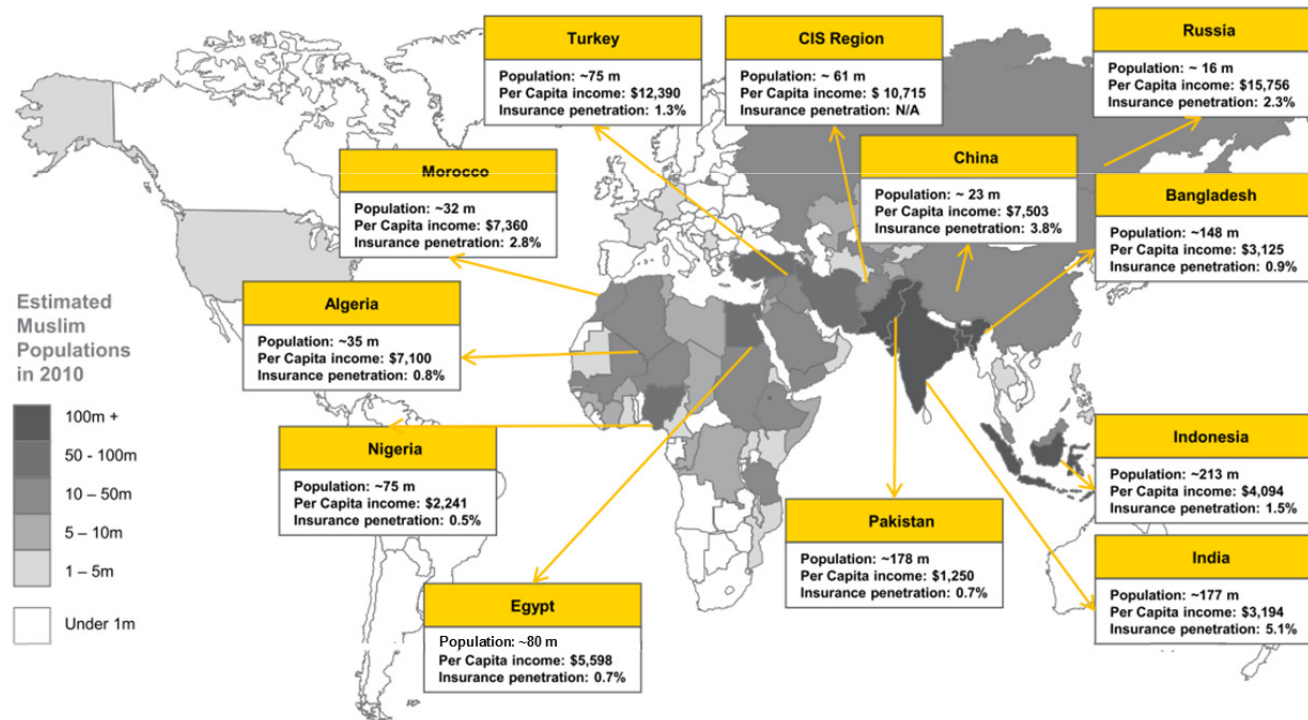 Turkey
Population: ~75 m
Per Capita income: $12,390
Insurance penetration: 1.3%
CIS Region
Population: ~ 61 m
Per Capita income: $ 10,715
Insurance penetration: N/A
Russia
Population: ~ 16 m
Per Capita income: $15,756
Insurance penetration: 2.3%
Morocco
Population: ~32 m
Per Capita income: $7,360
Insurance penetration: 2.8%
China
Population: ~ 23 m
Per Capita income: $7,503
Insurance penetration: 3.8%
Bangladesh
Population: ~148 m
Per Capita income: $3,125
Insurance penetration: 0.9%
Algeria
Population: ~35 m
Per Capita income: $7,100
Insurance penetration: 0.8%
Estimated
Muslim
Populations
in 2010
100m +
50 - 100m
10 – 50m
5 – 10m
1 – 5m
Under 1m
Nigeria
Population: ~75 m
Per Capita income: $2,241
Insurance penetration: 0.5%
Indonesia
Population: ~213 m
Per Capita income: $4,094
Insurance penetration: 1.5%
Pakistan
Population: ~178 m
Per Capita income: $1,250
Insurance penetration: 0.7%
India
Population: ~177 m
Per Capita income: $3,194
Insurance penetration: 5.1%
Egypt
Population: ~80 m
Per Capita income: $5,598
Insurance penetration: 0.7%